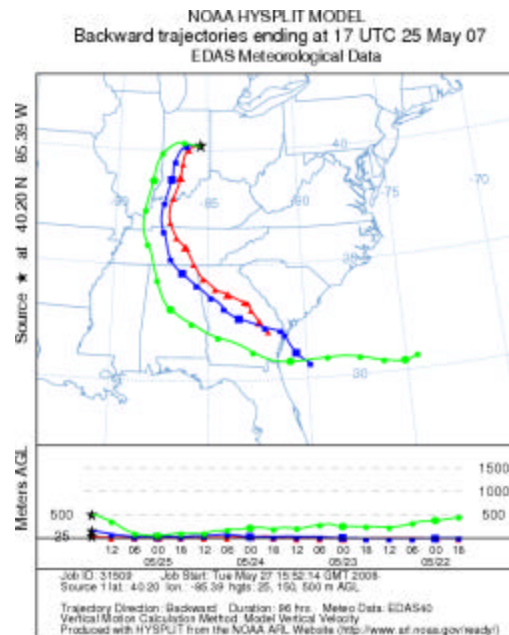 NOAA HYSPLIT MODEL
Backward trajectories ending at 17 UTC 25 May 07
EDAS Meteorological Data
Source ★ at 40.20 N 85.39 W
40
-70
-75
-85
30
Meters AGL
1500
1000
500
500
25
12 06 00 18 12 06 00 18 12 06 00 18 12 06 00 18
05/25 05/24 05/23 05/22
Job ID: 31509 Job Start: Tue May 27 15:52:14 GMT 2008
Source 1 lat.: 40.20 lon.: -85.39 hgts: 25, 150, 500 m AGL
Trajectory Direction: Backward Duration: 96 hrs Meteo Data: EDAS40
Vertical Motion Calculation Method: Model Vertical Velocity
Produced with HYSPLIT from the NOAA ARL Website (http://www.arl.noaa.gov/ready/)